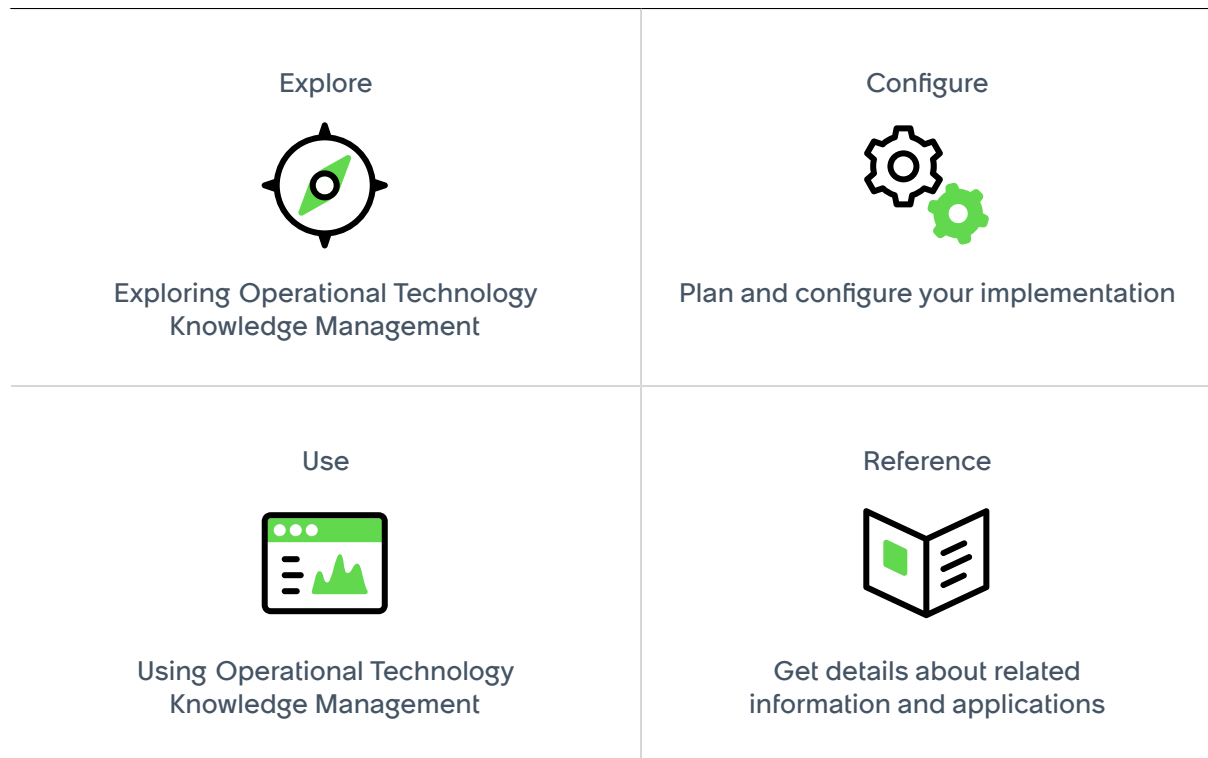 Explore
Exploring Operational Technology
Knowledge Management
Configure
Plan and configure your implementation
Use
Using Operational Technology
Knowledge Management
Reference
Get details about related
information and applications